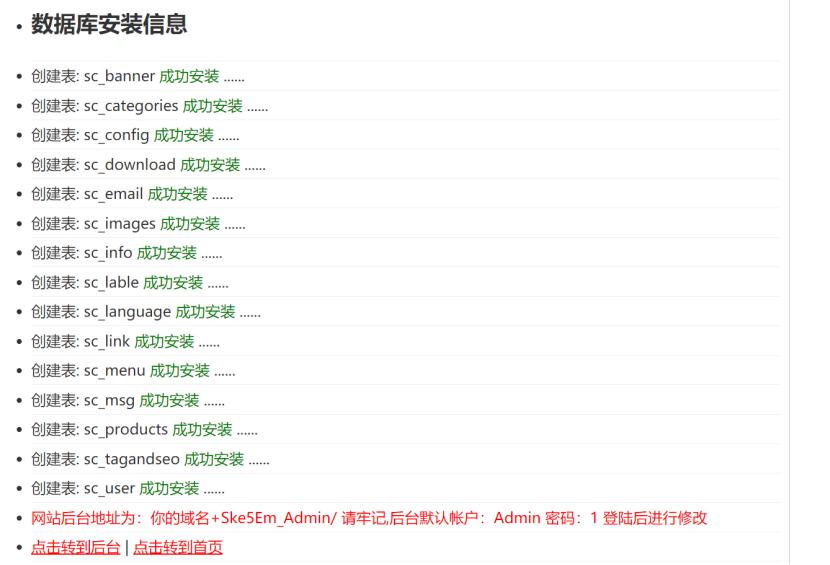 数据库安装信息
创建表: sc_banner 成功安装 ......
创建表: sc_categories 成功安装 ......
创建表: sc_config 成功安装 ......
创建表: sc_download 成功安装 ......
创建表: sc_email 成功安装 ......
创建表: sc_images 成功安装 ......
创建表: sc_info 成功安装 ......
创建表: sc_lable 成功安装 ......
创建表: sc_language 成功安装 ......
创建表: sc_link 成功安装 ......
创建表: sc_menu 成功安装 ......
创建表: sc_msg 成功安装 ......
创建表: sc_products 成功安装 ......
创建表: sc_tagandseo 成功安装 ......
创建表: sc_user 成功安装 ......
网站后台地址为：你的域名+Ske5Em_Admin/ 请牢记,后台默认帐户：Admin 密码：1 登陆后进行修改
点击转到后台 | 点击转到首页